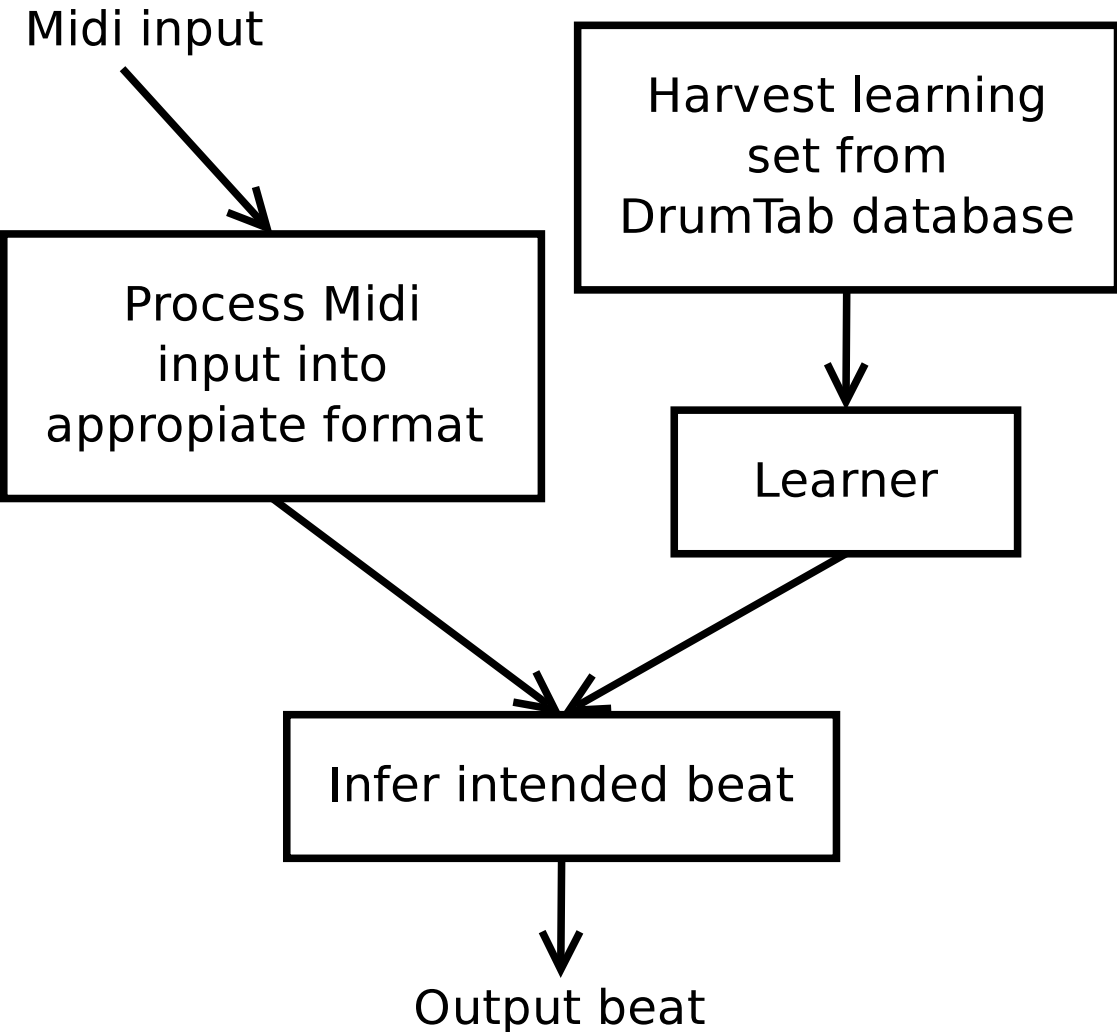 Midi input
Harvest learning
set from
DrumTab database
Process Midi
input into
appropiate format
Learner
Infer intended beat
Output beat